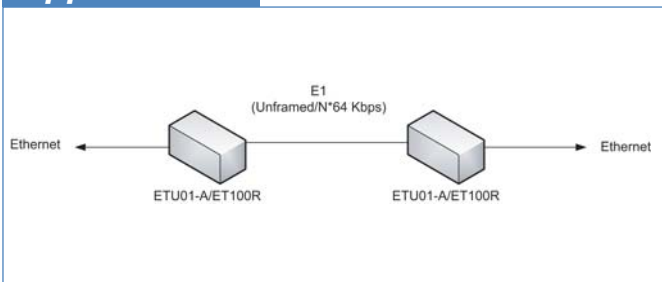 E1
(Unframed/N*64 Kbps)
Ethernet
Ethernet
ETU01-A/ET100R
ETU01-A/ET100R